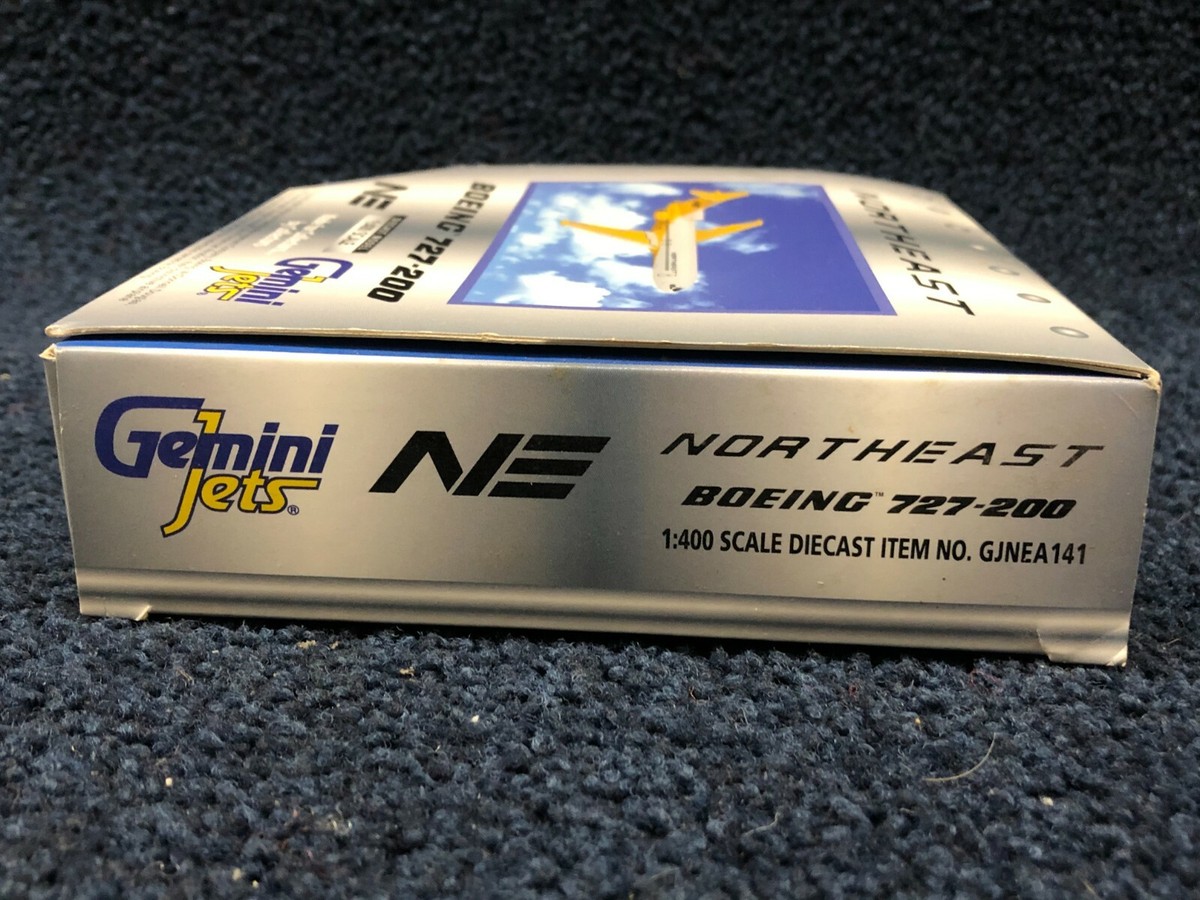 NORTHEAST
BOEING 727-200
NE
Gemini
Jets
Gemini
Jets®
NE
NORTHEAST
BOEING™ 727-200
1:400 SCALE DIECAST ITEM NO. GJNEA141